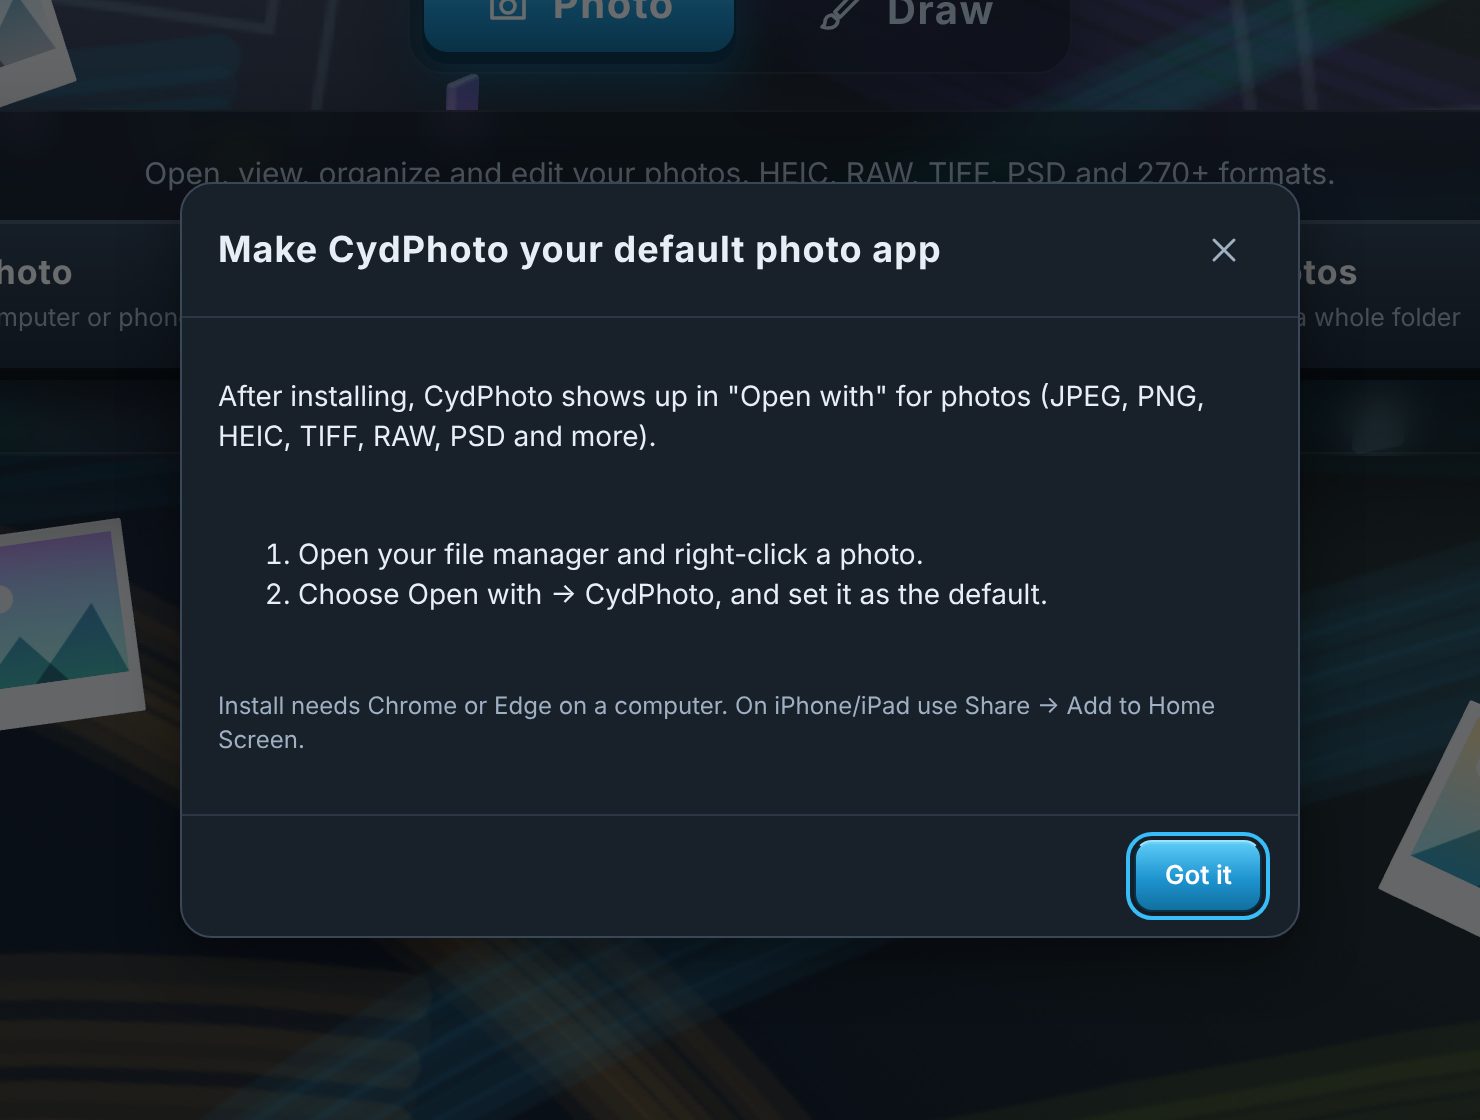 Photo
Draw
Open, view, organize and edit your photos. HEIC, RAW, TIFF, PSD and 270+ formats.
Make CydPhoto your default photo app
After installing, CydPhoto shows up in "Open with" for photos (JPEG, PNG,
HEIC, TIFF, RAW, PSD and more).
1. Open your file manager and right-click a photo.
2. Choose Open with → CydPhoto, and set it as the default.
Install needs Chrome or Edge on a computer. On iPhone/iPad use Share → Add to Home
Screen.
Got it
or
a whole folder